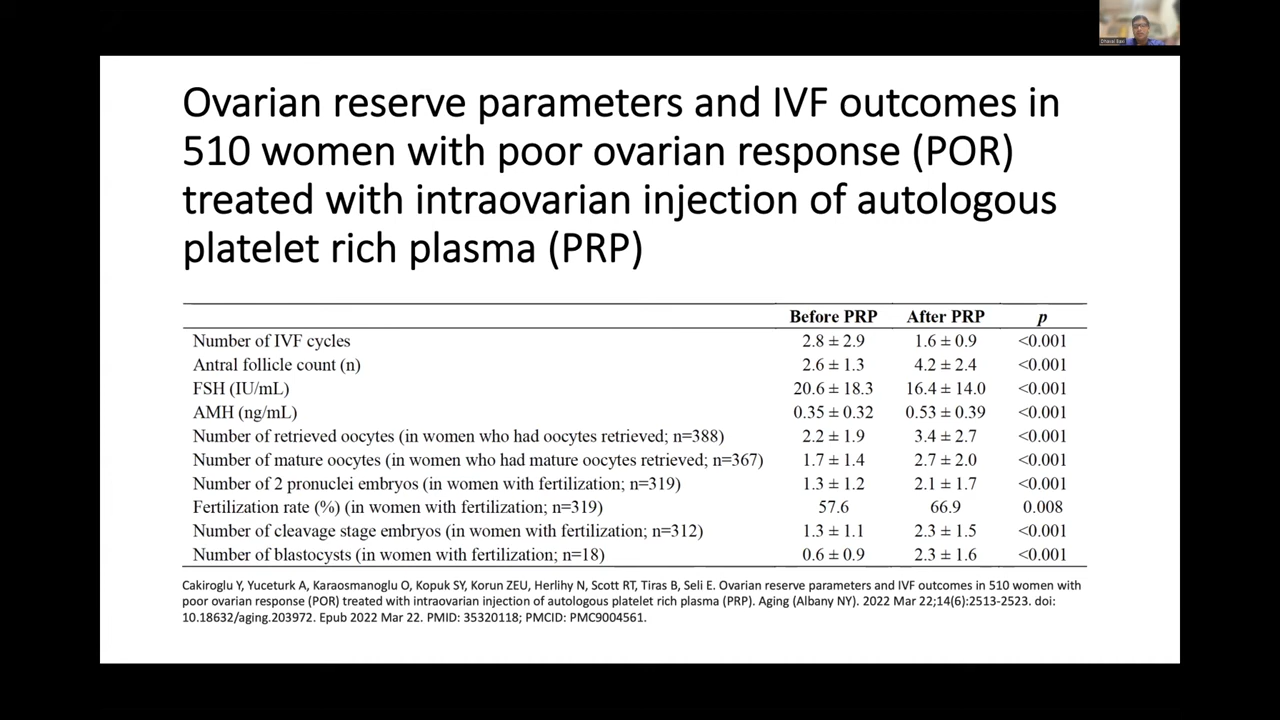 Ovarian reserve parameters and IVF outcomes in
510 women with poor ovarian response (POR)
treated with intraovarian injection of autologous
platelet rich plasma (PRP)
Before PRP After PRP p
Number of IVF cycles 2.8 ± 2.9 1.6 ± 0.9 <0.001
Antral follicle count (n) 2.6 ± 1.3 4.2 ± 2.4 <0.001
FSH (IU/mL) 20.6 ± 18.3 16.4 ± 14.0 <0.001
AMH (ng/mL) 0.35 ± 0.32 0.53 ± 0.39 <0.001
Number of retrieved oocytes (in women who had oocytes retrieved; n=388) 2.2 ± 1.9 3.4 ± 2.7 <0.001
Number of mature oocytes (in women who had mature oocytes retrieved; n=367) 1.7 ± 1.4 2.7 ± 2.0 <0.001
Number of 2 pronuclei embryos (in women with fertilization; n=319) 1.3 ± 1.2 2.1 ± 1.7 <0.001
Fertilization rate (%) (in women with fertilization; n=319) 57.6 66.9 0.008
Number of cleavage stage embryos (in women with fertilization; n=312) 1.3 ± 1.1 2.3 ± 1.5 <0.001
Number of blastocysts (in women with fertilization; n=18) 0.6 ± 0.9 2.3 ± 1.6 <0.001
Cakiroglu Y, Yuceturk A, Karaosmanoglu O, Kopuk SY, Korun ZEU, Herlihy N, Scott RT, Tiras B, Seli E. Ovarian reserve parameters and IVF outcomes in 510 women with
poor ovarian response (POR) treated with intraovarian injection of autologous platelet rich plasma (PRP). Aging (Albany NY). 2022 Mar 22;14(6):2513-2523. doi:
10.18632/aging.203972. Epub 2022 Mar 22. PMID: 35320118; PMCID: PMC9004561.